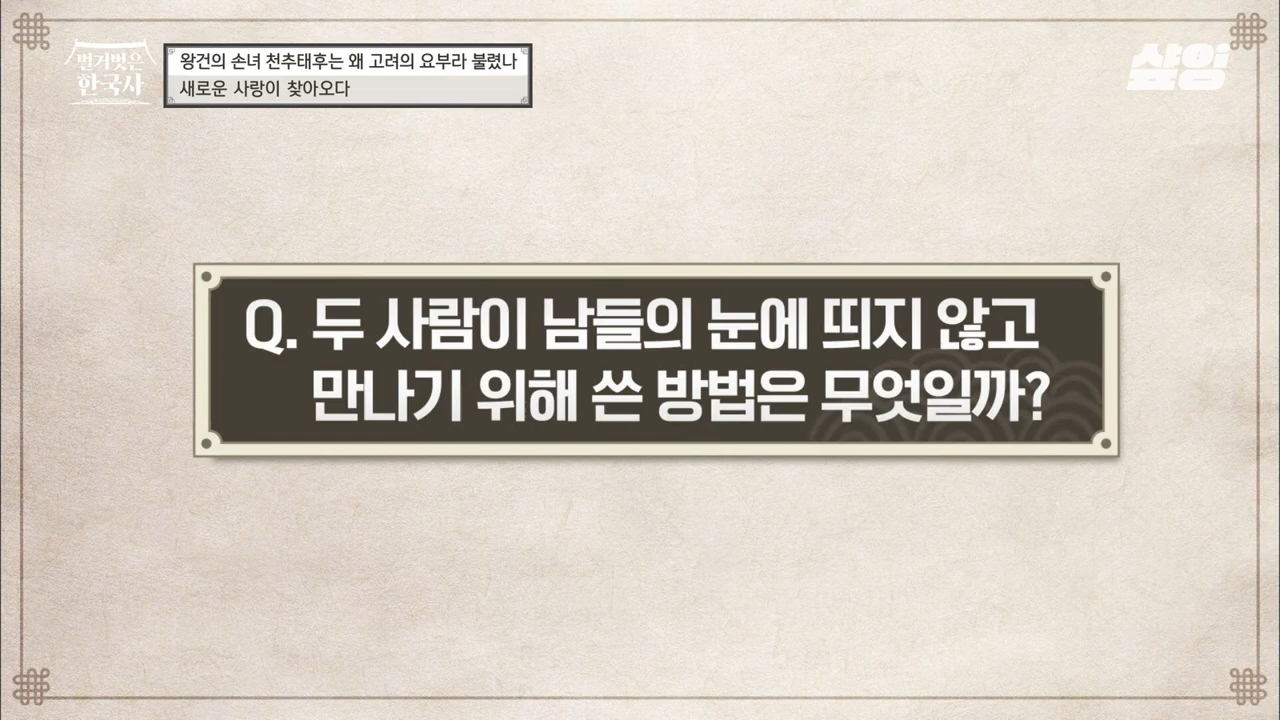 벌거벗은
한국사
왕건의 손녀 천추태후는 왜 고려의 요부라 불렸나
새로운 사랑이 찾아오다
샾잉
Q. 두 사람이 남들의 눈에 띄지 않고
만나기 위해 쓴 방법은 무엇일까?